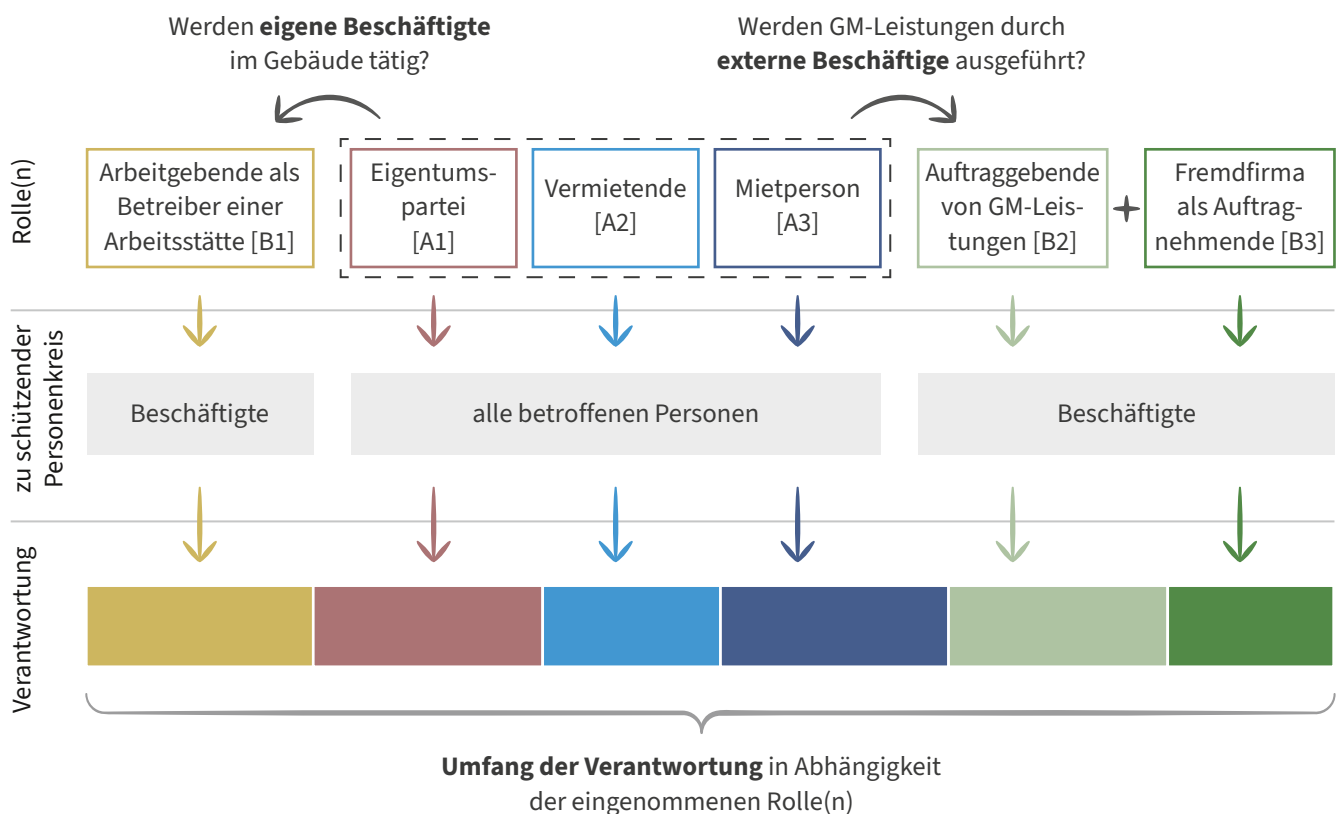 Werden eigene Beschäftigte
im Gebäude tätig?
Werden GM-Leistungen durch
externe Beschäftige ausgeführt?
Rolle(n)
Arbeitgebende als
Betreiber einer
Arbeitsstätte [B1]
Eigentums-
partei
[A1]
Vermietende
[A2]
Mietperson
[A3]
Auftraggebende
von GM-Leis-
tungen [B2]
Fremdfirma
als Auftrag-
nehmende [B3]
zu schützender
Personenkreis
Beschäftigte
alle betroffenen Personen
Beschäftigte
Verantwortung
Umfang der Verantwortung in Abhängigkeit
der eingenommenen Rolle(n)